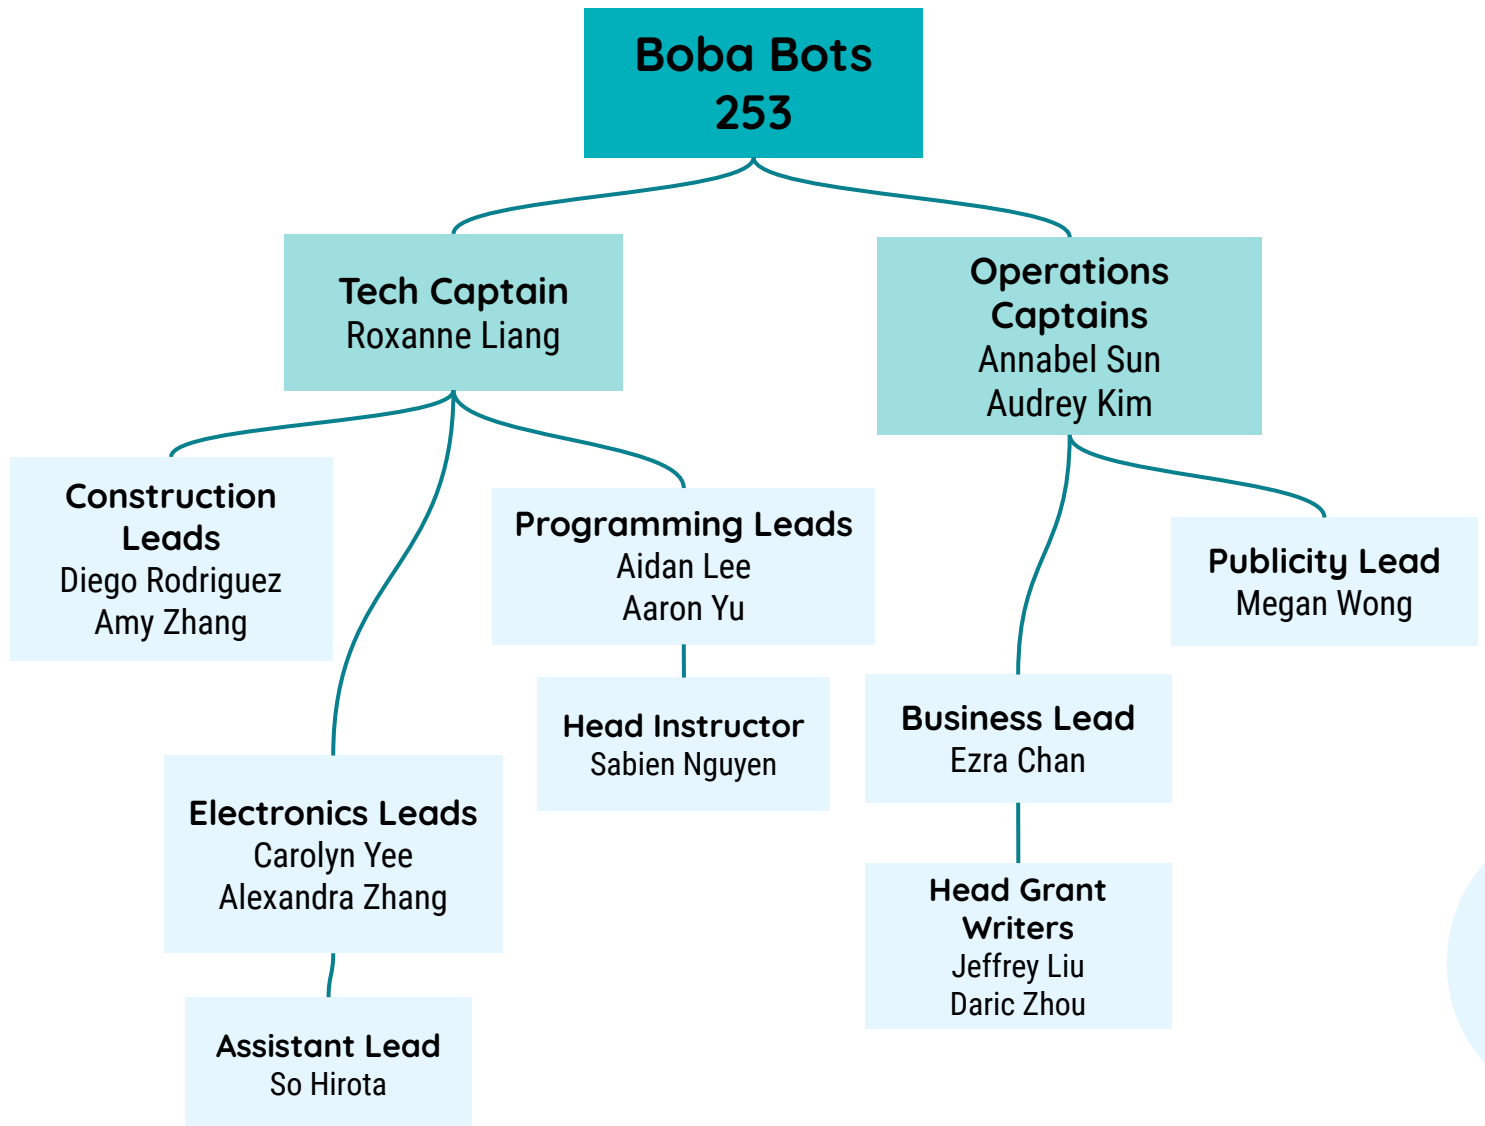 Boba Bots
253
Tech Captain
Roxanne Liang
Operations
Captains
Annabel Sun
Audrey Kim
Construction
Leads
Diego Rodriguez
Amy Zhang
Programming Leads
Aidan Lee
Aaron Yu
Publicity Lead
Megan Wong
Head Instructor
Sabien Nguyen
Business Lead
Ezra Chan
Electronics Leads
Carolyn Yee
Alexandra Zhang
Head Grant
Writers
Jeffrey Liu
Daric Zhou
Assistant Lead
So Hirota